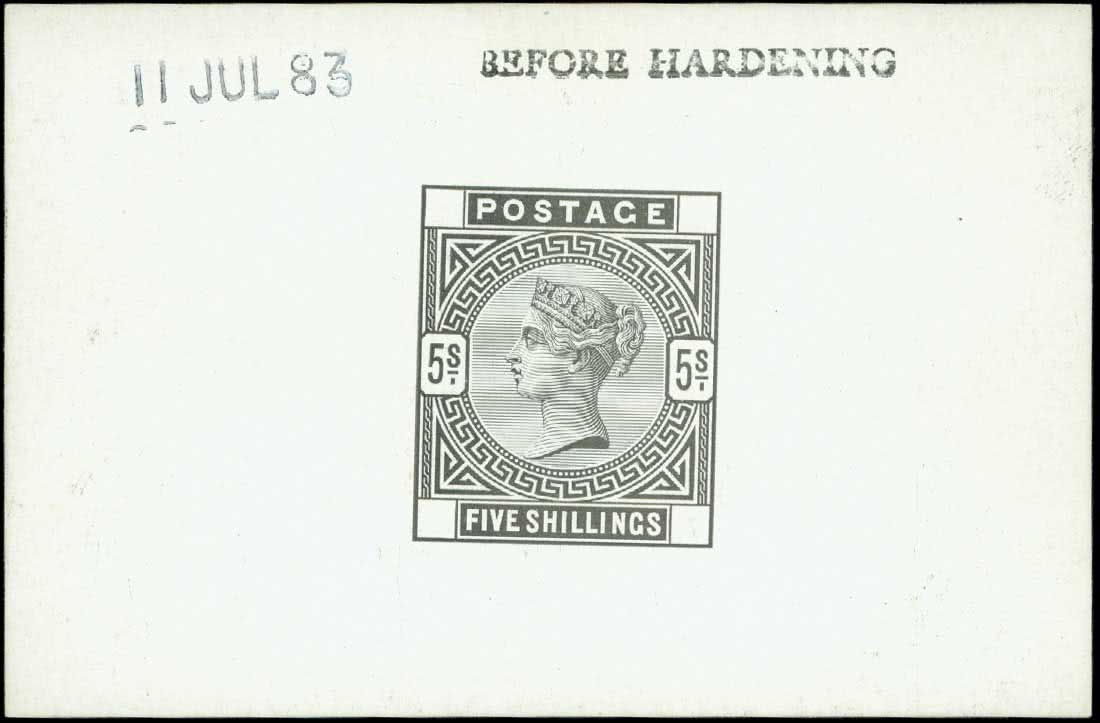 11 JUL 83
BEFORE HARDENING
POSTAGE
5S.
5S.
FIVE SHILLINGS